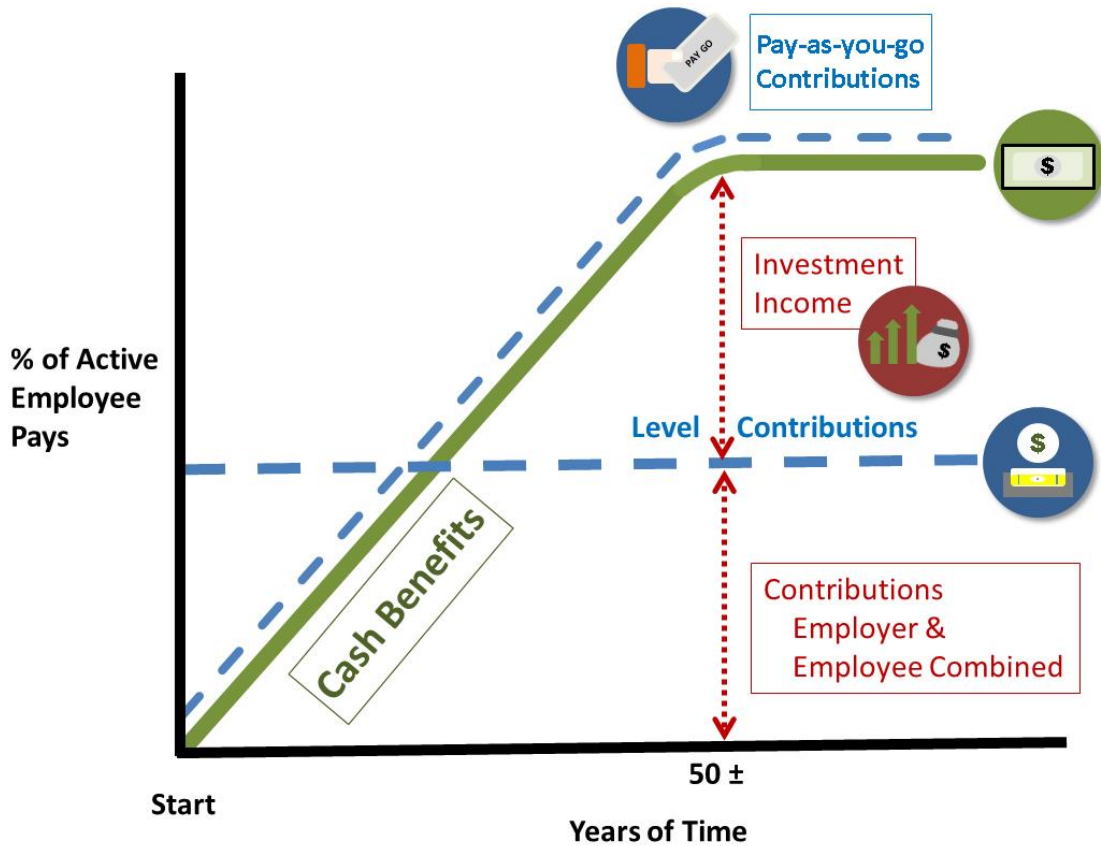 Pay-as-you-go
Contributions
PAY GO
$
Investment
Income
$
% of Active
Employee
Pays
Level Contributions
$
Cash Benefits
Contributions
Employer &
Employee Combined
50 ±
Start
Years of Time